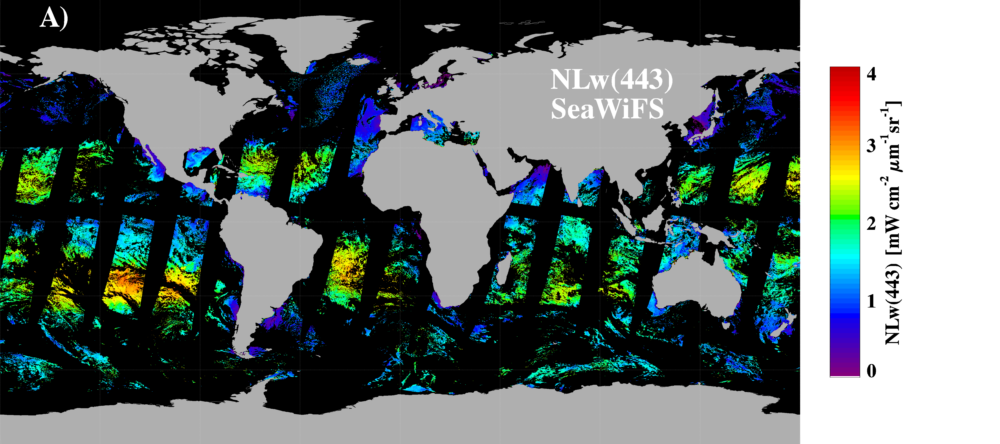 A)
NLw(443)
SeaWiFS
4
3
2
1
0
NLw(443) [mW cm⁻² μm⁻¹ sr⁻¹]